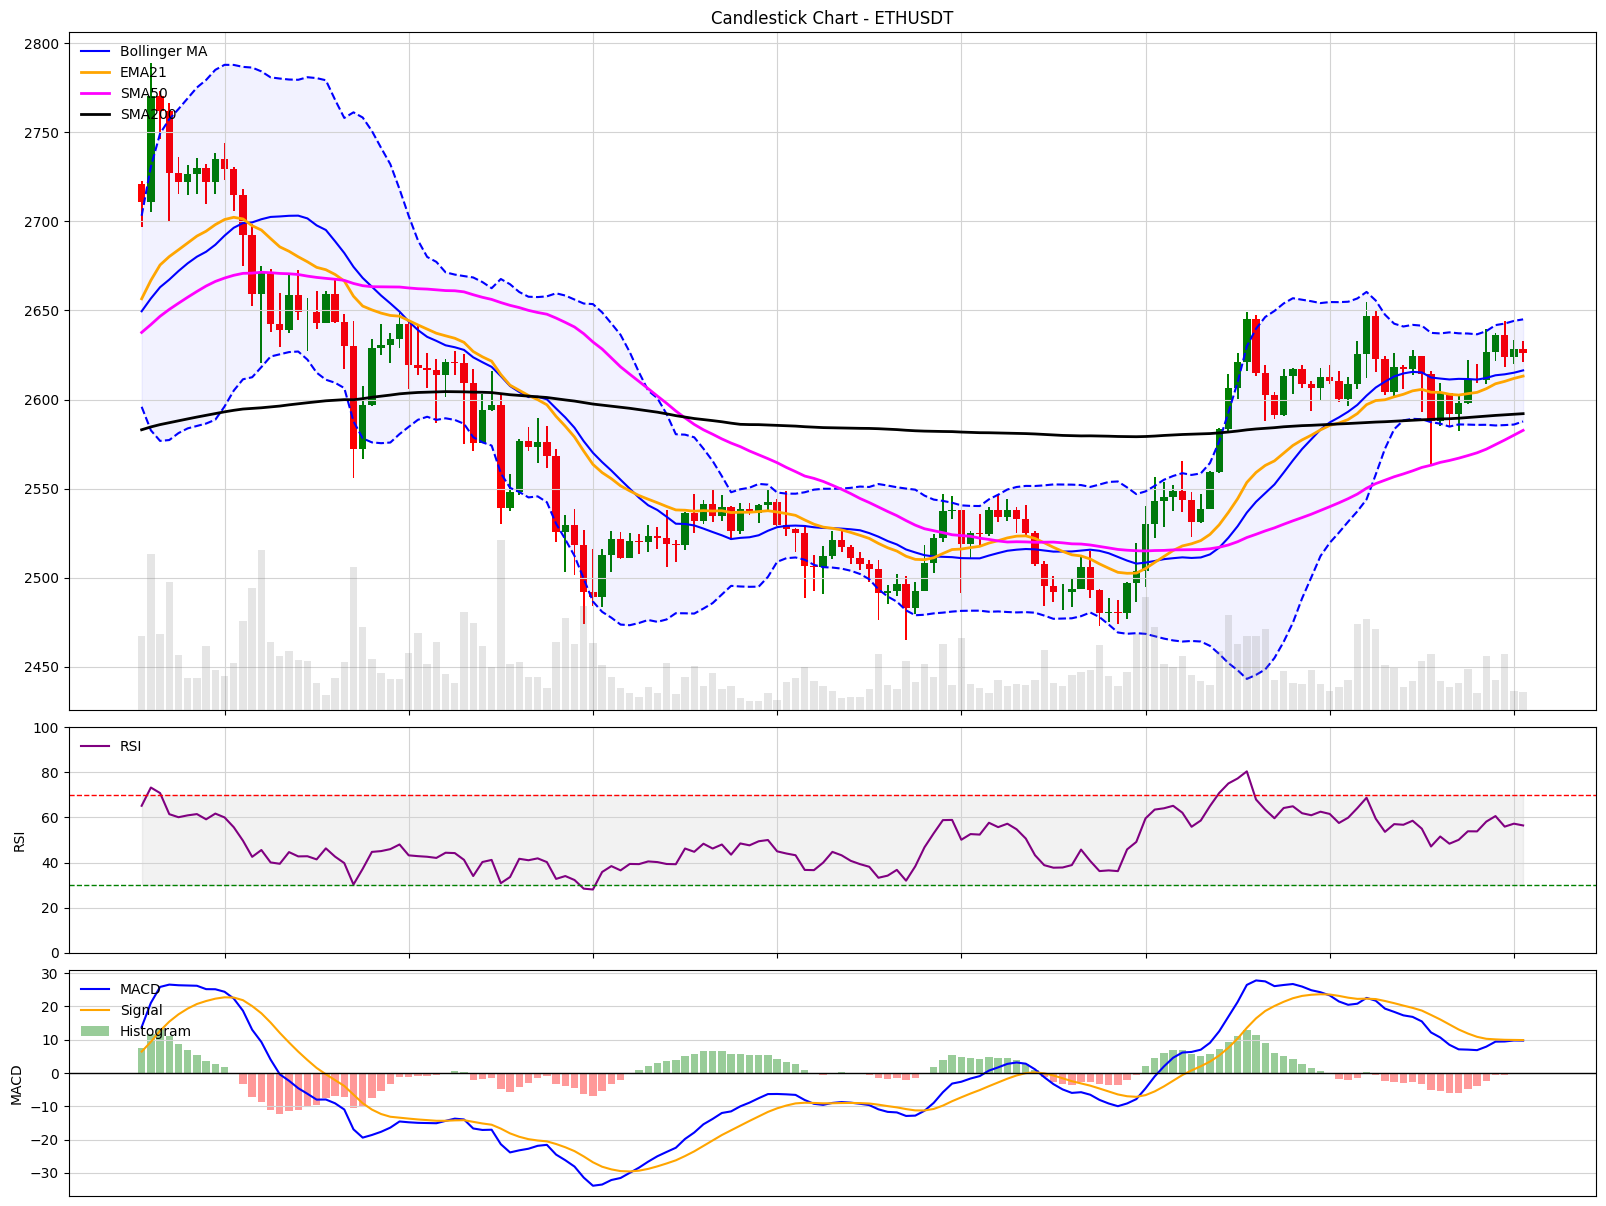 Candlestick Chart - ETHUSDT
2800
2750
2700
2650
2600
2550
2500
2450
Bollinger MA
EMA21
SMA50
SMA200
100
80
60
40
20
0
RSI
RSI
30
20
10
0
−10
−20
−30
MACD
MACD
Signal
Histogram